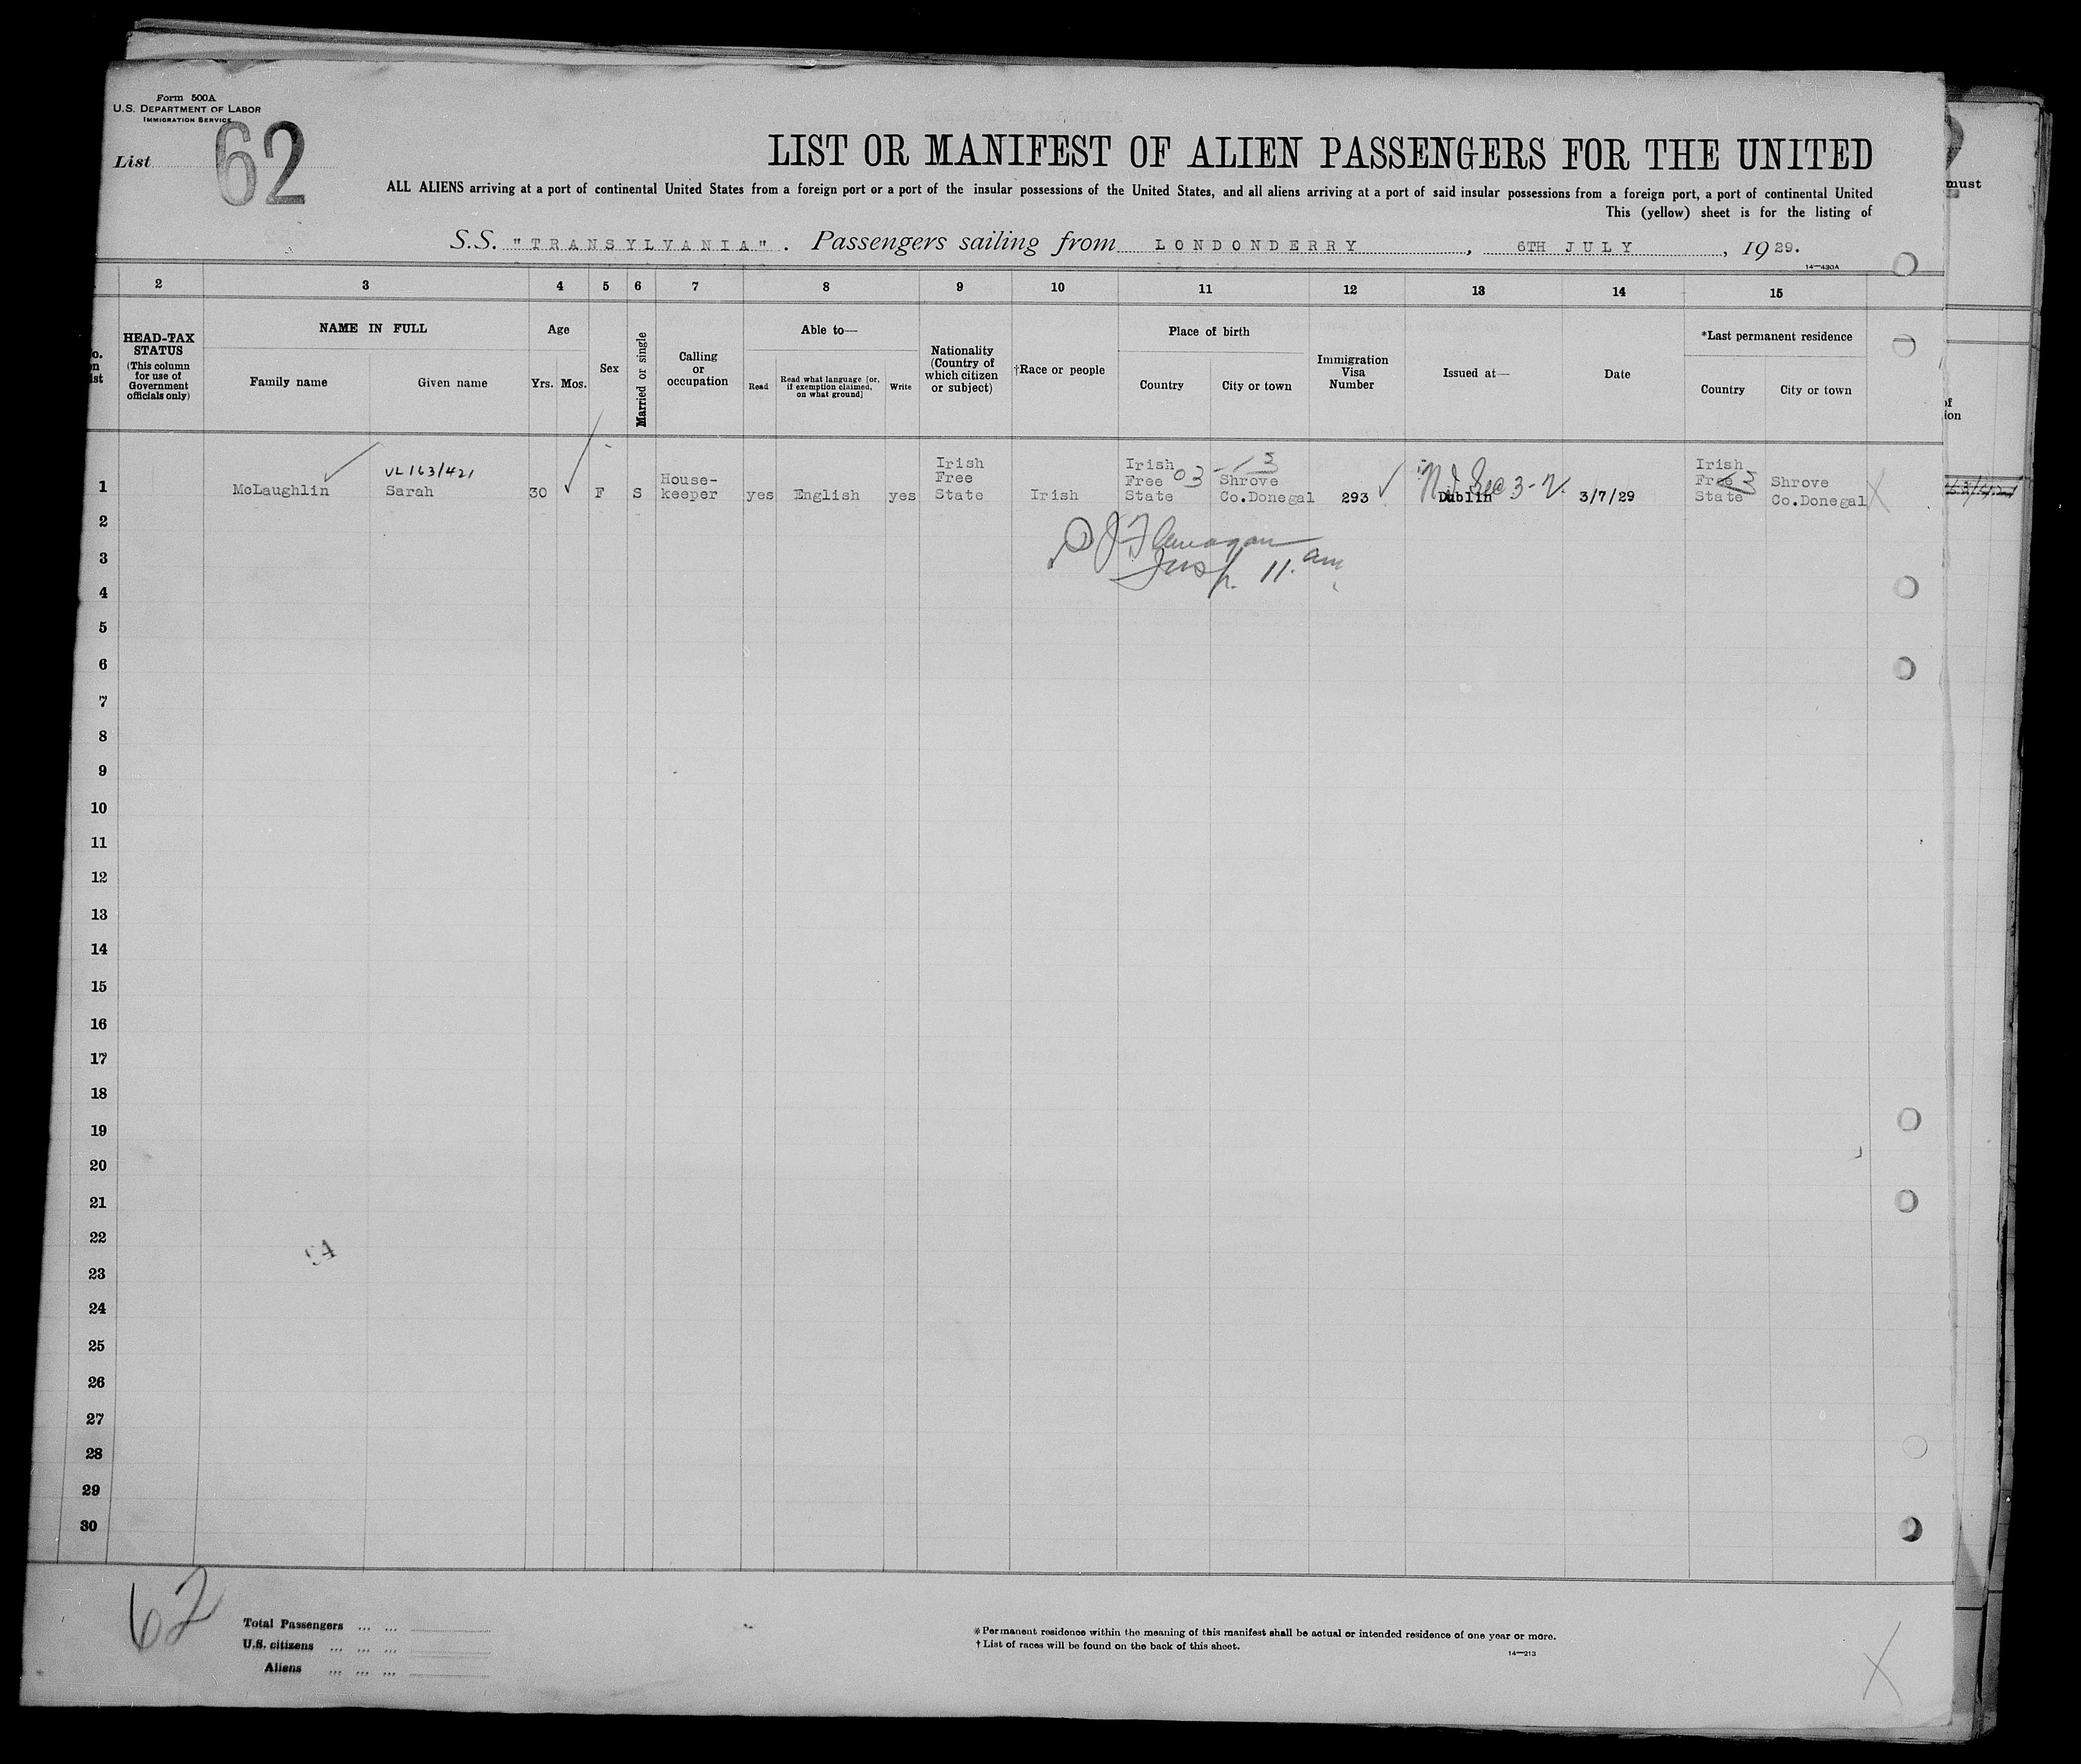 Form 500A
U.S. DEPARTMENT OF LABOR
IMMIGRATION SERVICE
List 62
LIST OR MANIFEST OF ALIEN PASSENGERS FOR THE UNITED
ALL ALIENS arriving at a port of continental United States from a foreign port or a port of the insular possessions of the United States, and all aliens arriving at a port of said insular possessions from a foreign port, a port of continental United
This (yellow) sheet is for the listing of
must
S.S. "TRANSYLVANIA". Passengers sailing from LONDONDERRY, 6TH JULY, 1929.
14—430A
2 3 4 5 6 7 8 9 10 11 12 13 14 15
HEAD-TAX STATUS
(This column for use of Government officials only)
NAME IN FULL
Family name Given name
Age
Yrs. Mos.
Sex
Married or single
Calling or occupation
Able to—
Read
Read what language [or, if exemption claimed, on what ground]
Write
Nationality (Country of which citizen or subject)
†Race or people
Place of birth
Country City or town
Immigration Visa Number
Issued at—
Date
*Last permanent residence
Country City or town
VL 163/421
1 McLaughlin Sarah 30 F S House-keeper yes English yes Irish Free State Irish Irish Free State 03 Shrove Co.Donegal 293 Dublin 3/7/29 Irish Free State Shrove Co.Donegal
2
3
Insp. 11. am
4
5
6
7
8
9
10
11
12
13
14
15
16
17
18
19
20
21
22
23
24
25
26
27
28
29
30
62
Total Passengers ... ...
U.S. citizens ... ... ...
Aliens ... ... ...
*Permanent residence within the meaning of this manifest shall be actual or intended residence of one year or more.
†List of races will be found on the back of this sheet.
14—213